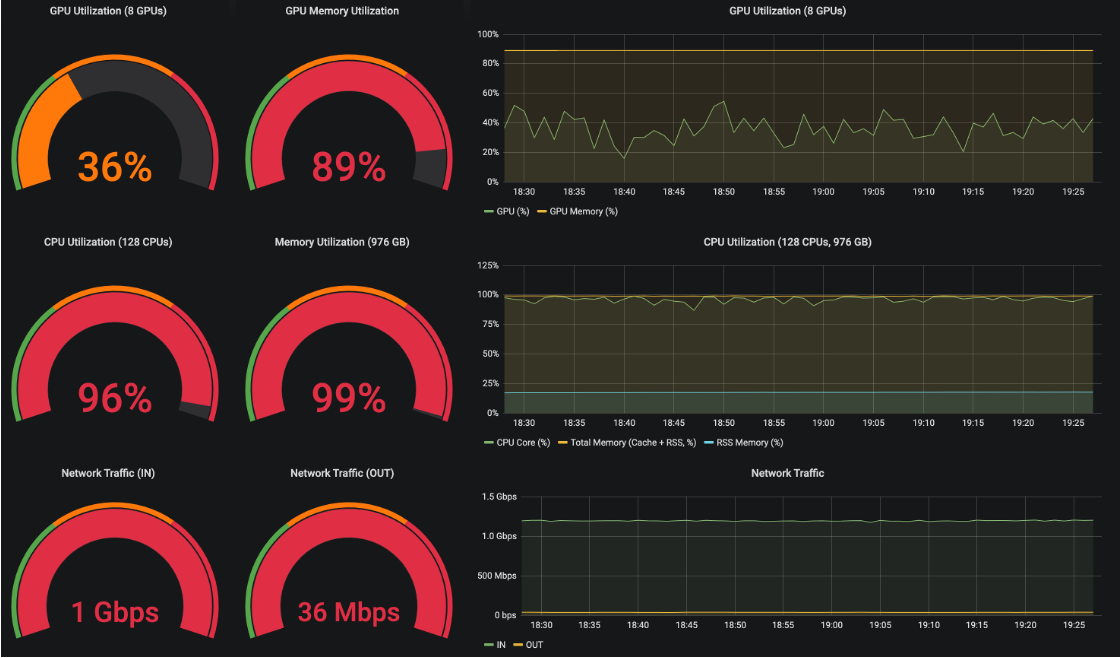 GPU Utilization (8 GPUs)
36%
GPU Memory Utilization
89%
GPU Utilization (8 GPUs)
100%
80%
60%
40%
20%
0%
18:30 18:35 18:40 18:45 18:50 18:55 19:00 19:05 19:10 19:15 19:20 19:25
GPU (%) GPU Memory (%)
CPU Utilization (128 CPUs)
96%
Memory Utilization (976 GB)
99%
CPU Utilization (128 CPUs, 976 GB)
125%
100%
75%
50%
25%
0%
18:30 18:35 18:40 18:45 18:50 18:55 19:00 19:05 19:10 19:15 19:20 19:25
CPU Core (%) Total Memory (Cache + RSS, %) RSS Memory (%)
Network Traffic (IN)
1 Gbps
Network Traffic (OUT)
36 Mbps
Network Traffic
1.5 Gbps
1.0 Gbps
500 Mbps
0 bps
18:30 18:35 18:40 18:45 18:50 18:55 19:00 19:05 19:10 19:15 19:20 19:25
IN OUT